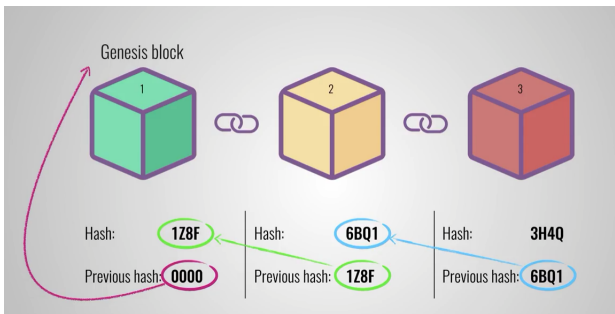 Genesis block
1
2
3
Hash: 1Z8F
Previous hash: 0000
Hash: 6BQ1
Previous hash: 1Z8F
Hash: 3H4Q
Previous hash: 6BQ1